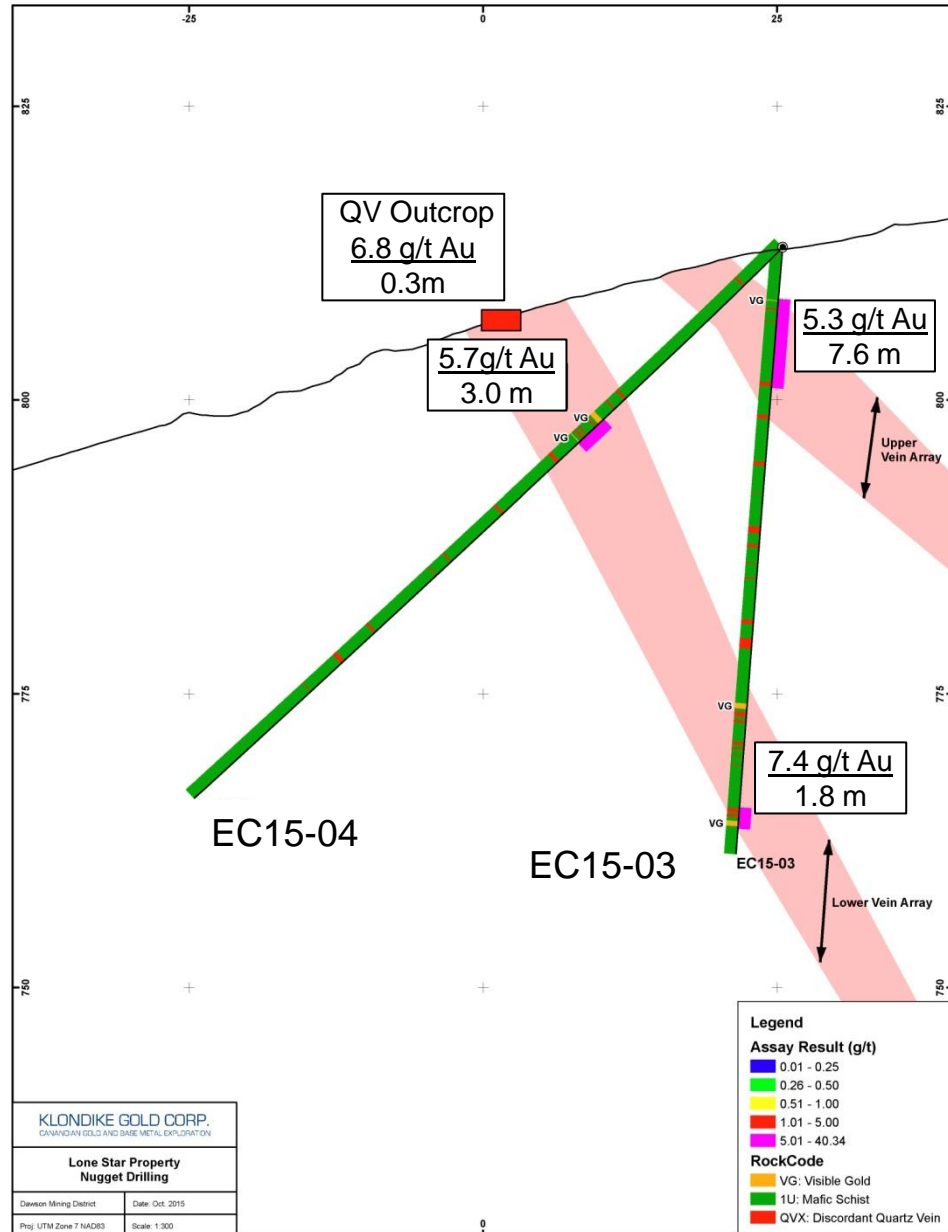 -25
0
25
825
825
QV Outcrop
6.8 g/t Au
0.3m
VG
5.3 g/t Au
7.6 m
5.7g/t Au
3.0 m
800
800
VG
VG
Upper
Vein Array
775
775
VG
7.4 g/t Au
1.8 m
VG
EC15-04
EC15-03
EC15-03
Lower Vein Array
750
750
Legend
Assay Result (g/t)
0.01 - 0.25
0.26 - 0.50
0.51 - 1.00
1.01 - 5.00
5.01 - 40.34
RockCode
VG: Visible Gold
1U: Mafic Schist
QVX: Discordant Quartz Vein
KLONDIKE GOLD CORP.
CANANDIAN GOLD AND BASE METAL EXPLORATION
Lone Star Property
Nugget Drilling
Dawson Mining District
Date: Oct. 2015
Proj: UTM Zone 7 NAD83
Scale: 1:300
0